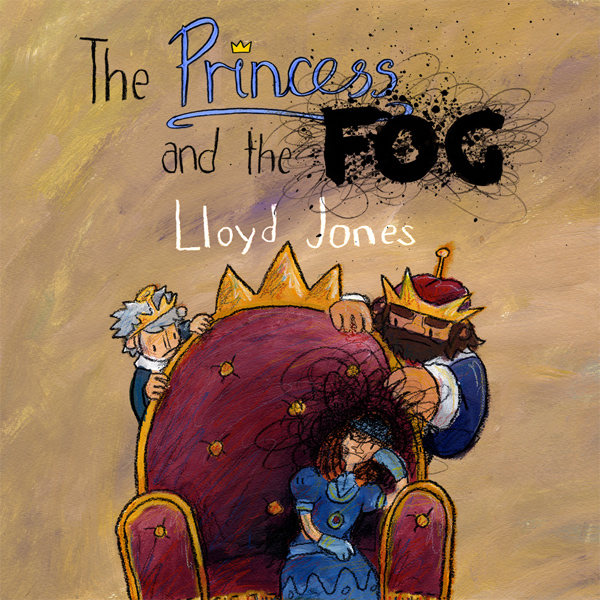 The Princess
and the FOG
Lloyd Jones